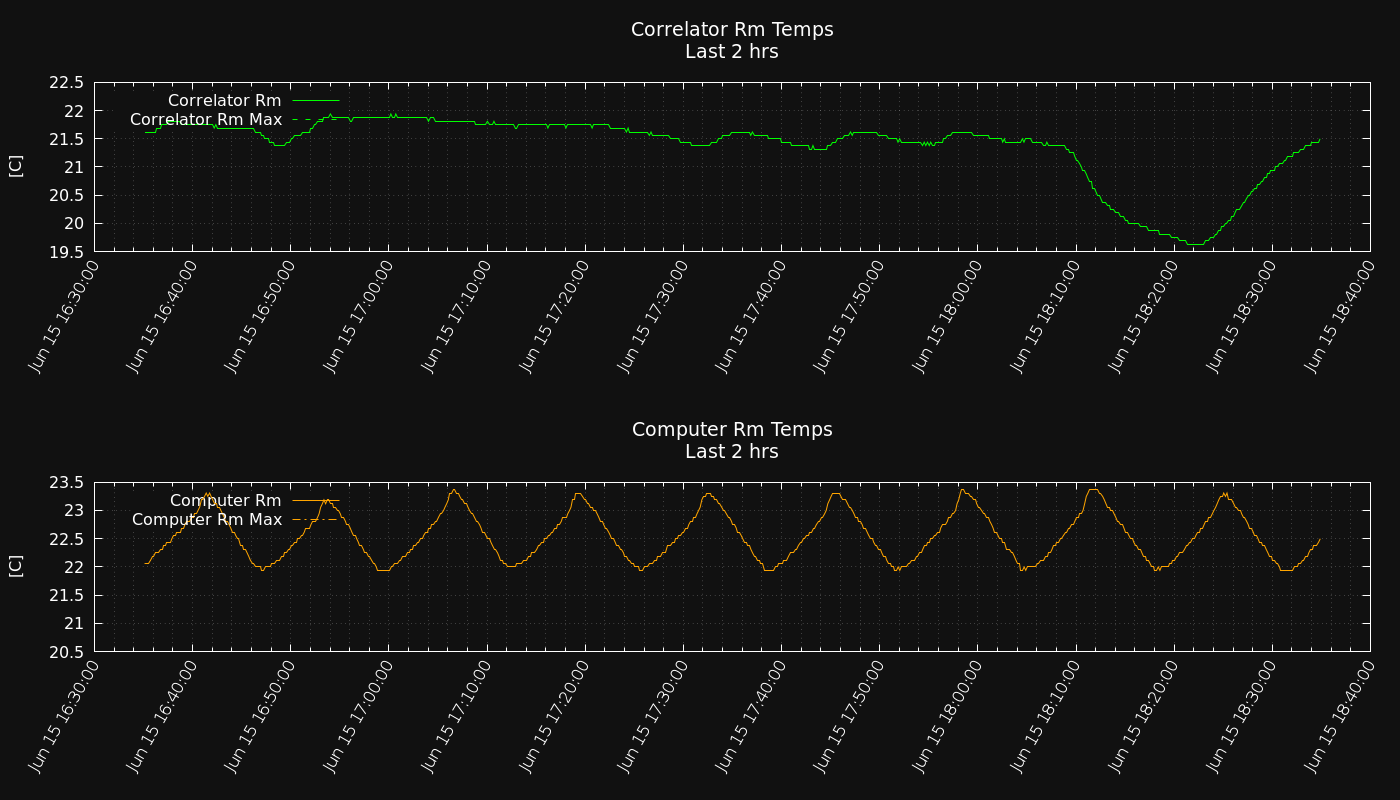 Correlator Rm Temps
Last 2 hrs
22.5
22
21.5
21
20.5
20
19.5
[C]
Correlator Rm
Correlator Rm Max
Jun 15 16:30:00
Jun 15 16:40:00
Jun 15 16:50:00
Jun 15 17:00:00
Jun 15 17:10:00
Jun 15 17:20:00
Jun 15 17:30:00
Jun 15 17:40:00
Jun 15 17:50:00
Jun 15 18:00:00
Jun 15 18:10:00
Jun 15 18:20:00
Jun 15 18:30:00
Jun 15 18:40:00
Computer Rm Temps
Last 2 hrs
23.5
23
22.5
22
21.5
21
20.5
[C]
Computer Rm
Computer Rm Max
Jun 15 16:30:00
Jun 15 16:40:00
Jun 15 16:50:00
Jun 15 17:00:00
Jun 15 17:10:00
Jun 15 17:20:00
Jun 15 17:30:00
Jun 15 17:40:00
Jun 15 17:50:00
Jun 15 18:00:00
Jun 15 18:10:00
Jun 15 18:20:00
Jun 15 18:30:00
Jun 15 18:40:00